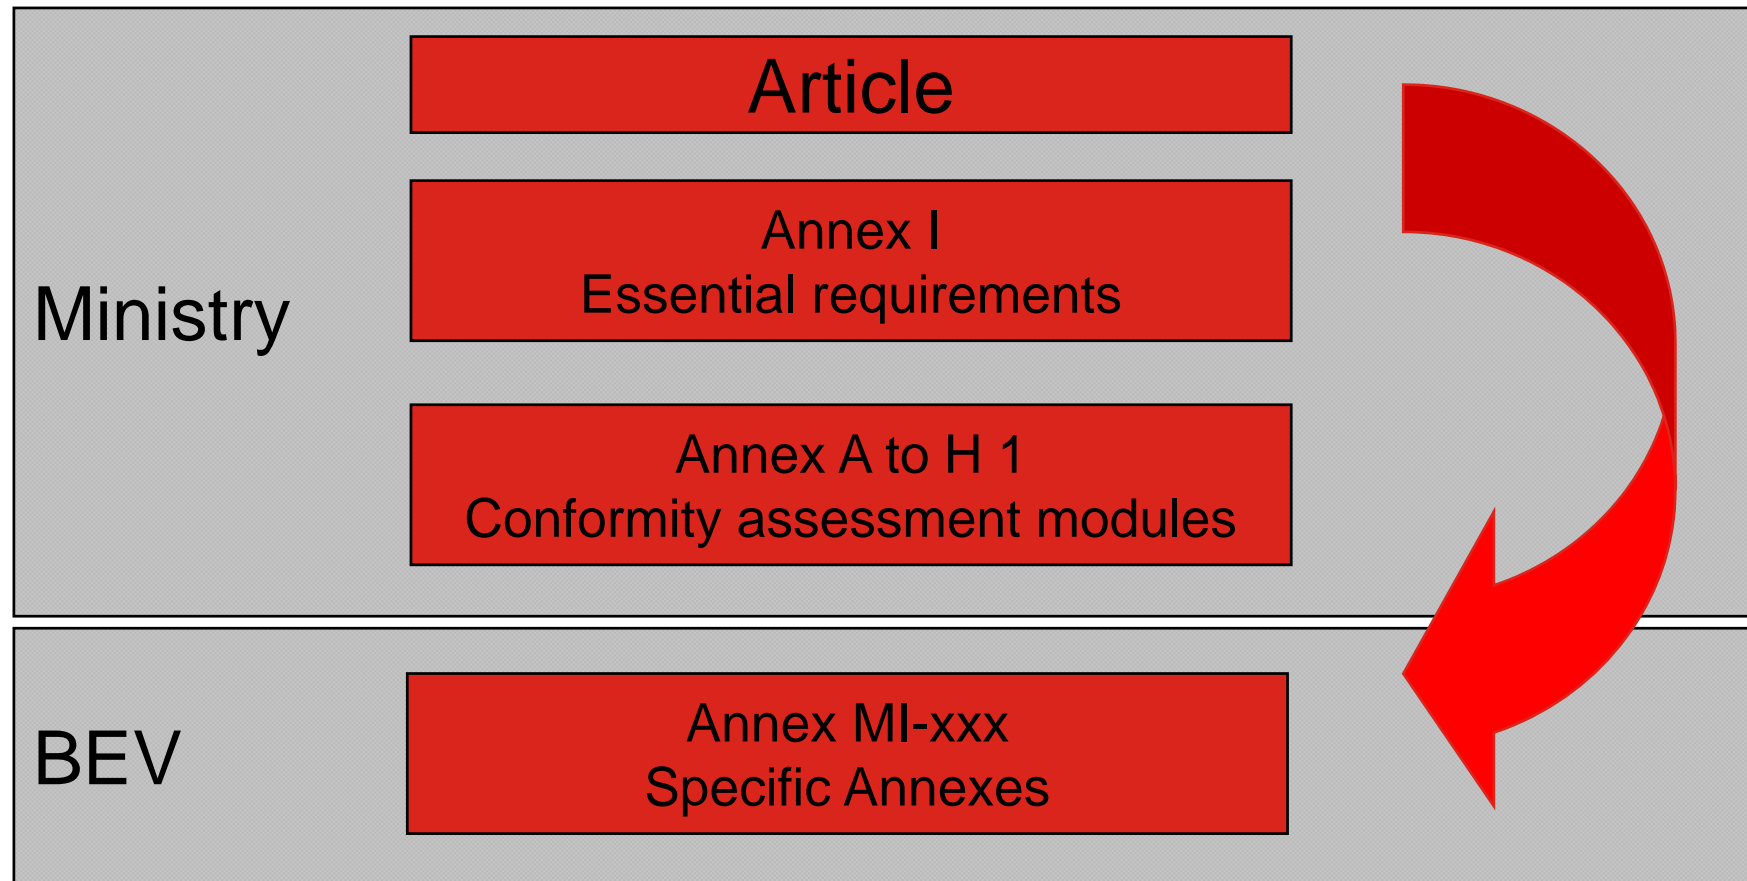 Article
Annex I
Essential requirements
Ministry
Annex A to H 1
Conformity assessment modules
Annex MI-xxx
BEV
Specific Annexes